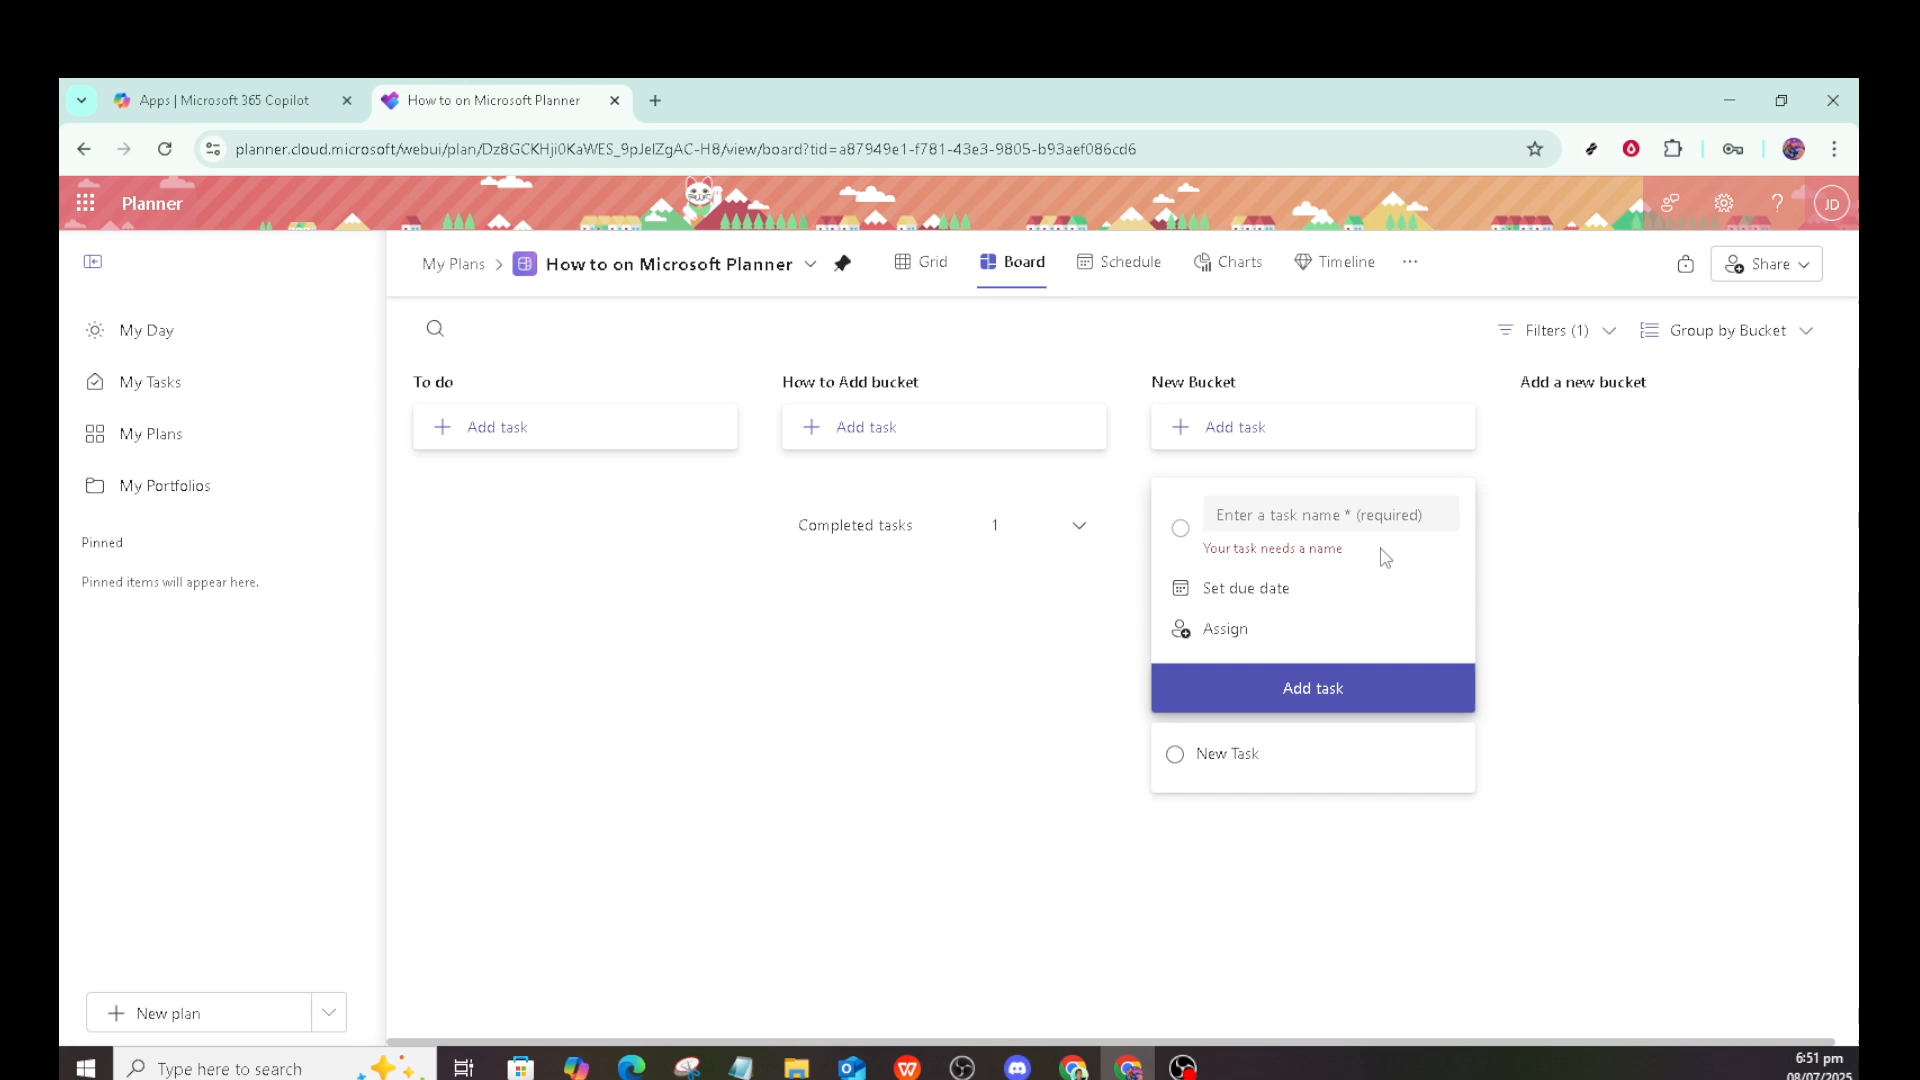 Apps | Microsoft 365 Copilot
How to on Microsoft Planner
planner.cloud.microsoft/webui/plan/Dz8GCKHji0KaWES_9pJelZgAC-H8/view/board?tid=a87949e1-f781-43e3-9805-b93aef086cd6
Planner
JD
My Plans > How to on Microsoft Planner
Grid
Board
Schedule
Charts
Timeline
Share
My Day
My Tasks
My Plans
My Portfolios
Pinned
Pinned items will appear here.
New plan
Filters (1)
Group by Bucket
To do
Add task
How to Add bucket
Add task
Completed tasks 1
New Bucket
Add task
Enter a task name * (required)
Your task needs a name
Set due date
Assign
Add task
New Task
Add a new bucket
Type here to search
6:51 pm
08/07/2025